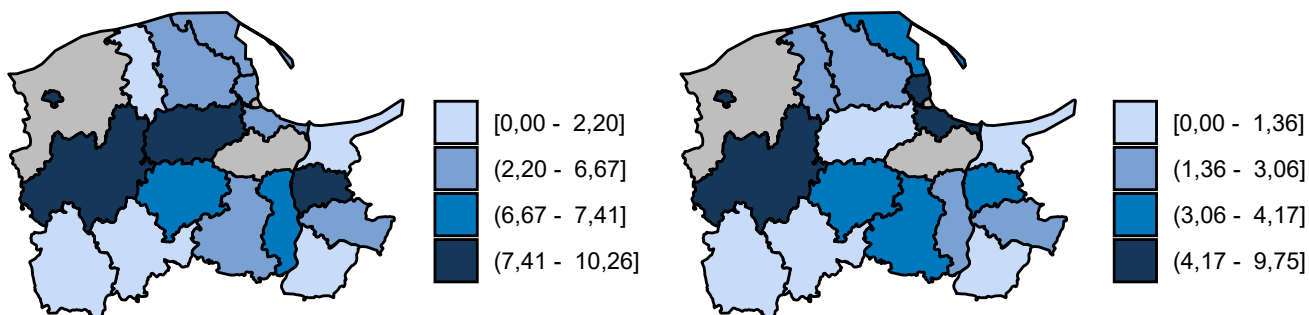 [0,00 - 2,20]
(2,20 - 6,67]
(6,67 - 7,41]
(7,41 - 10,26]
[0,00 - 1,36]
(1,36 - 3,06]
(3,06 - 4,17]
(4,17 - 9,75]